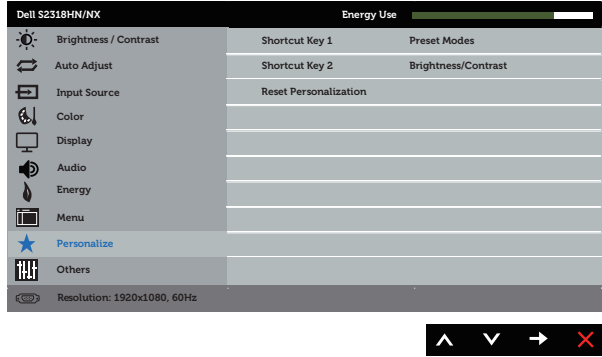 Dell S2318HN/NX Energy Use
Brightness / Contrast Shortcut Key 1 Preset Modes
Auto Adjust Shortcut Key 2 Brightness/Contrast
Input Source Reset Personalization
Color
Display
Audio
Energy
Menu
Personalize
Others
Resolution: 1920x1080, 60Hz